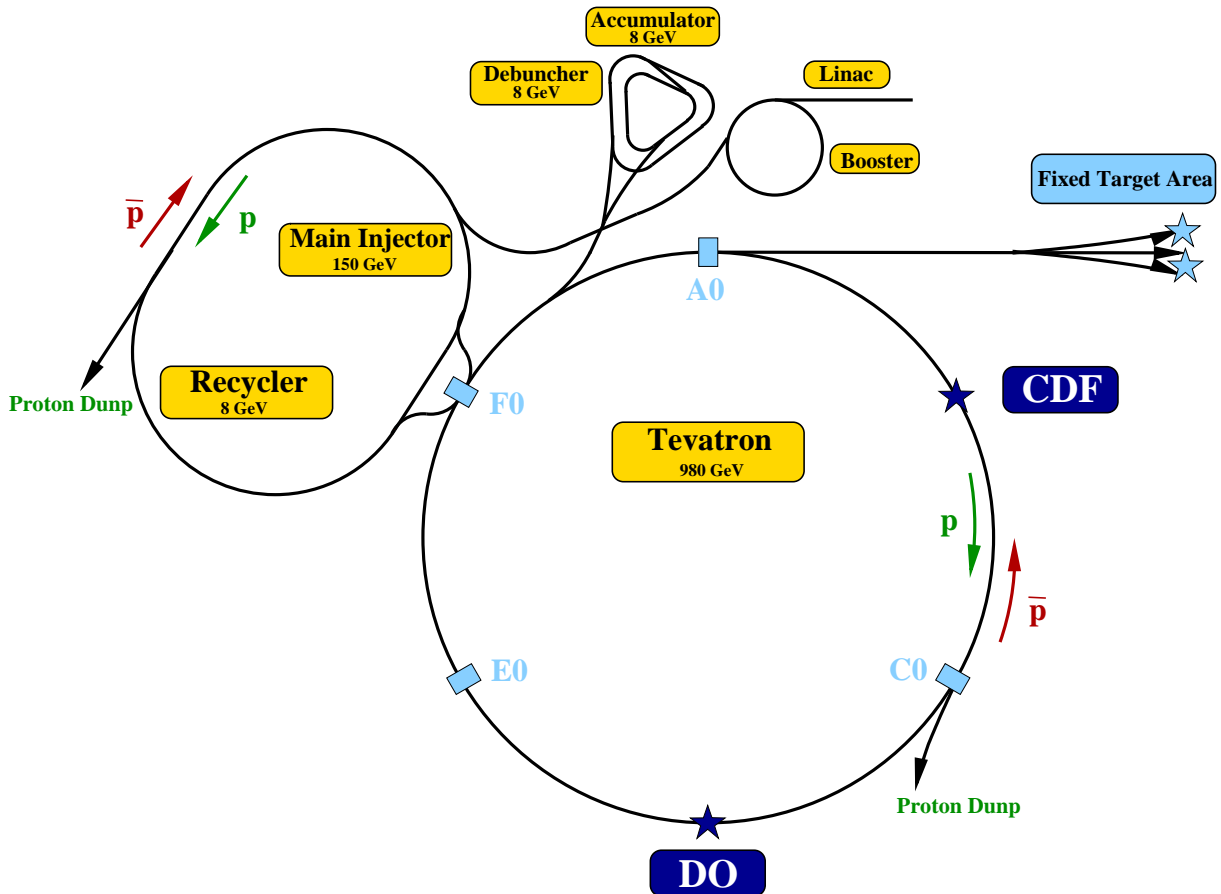 Accumulator
8 GeV
Debuncher
8 GeV
Linac
Booster
Fixed Target Area
p̅
p
Main Injector
150 GeV
A0
Recycler
8 GeV
Proton Dunp
F0
CDF
Tevatron
980 GeV
p
p̅
E0
C0
Proton Dunp
DO